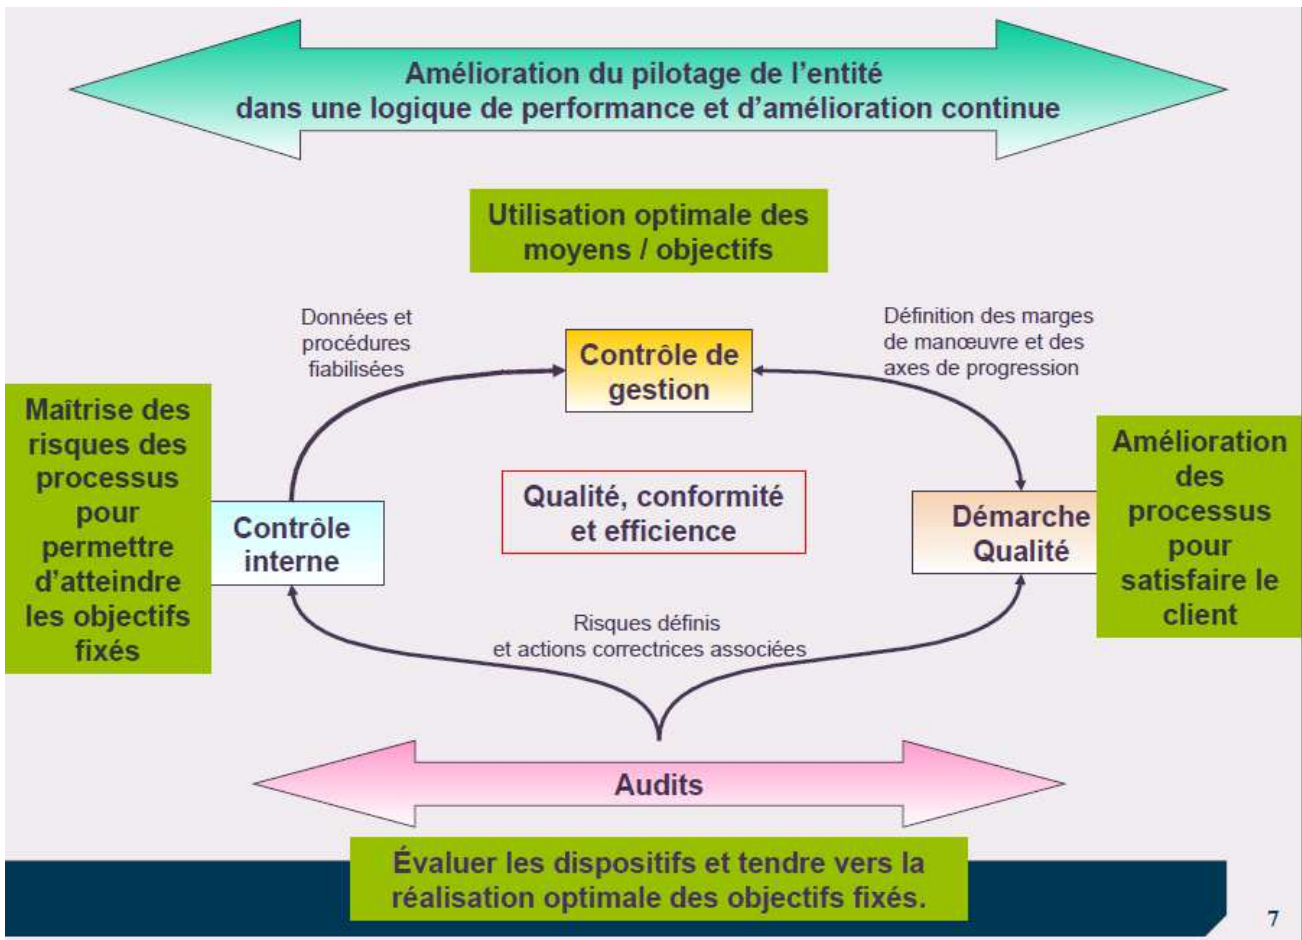 Amélioration du pilotage de l'entité
dans une logique de performance et d'amélioration continue
Utilisation optimale des
moyens / objectifs
Données et
procédures
fiabilisées
Définition des marges
de manœuvre et des
axes de progression
Contrôle de
gestion
Maîtrise des
risques des
processus
pour
permettre
d'atteindre
les objectifs
fixés
Contrôle
interne
Qualité, conformité
et efficience
Démarche
Qualité
Amélioration
des
processus
pour
satisfaire le
client
Risques définis
et actions correctrices associées
Audits
Évaluer les dispositifs et tendre vers la
réalisation optimale des objectifs fixés.
7